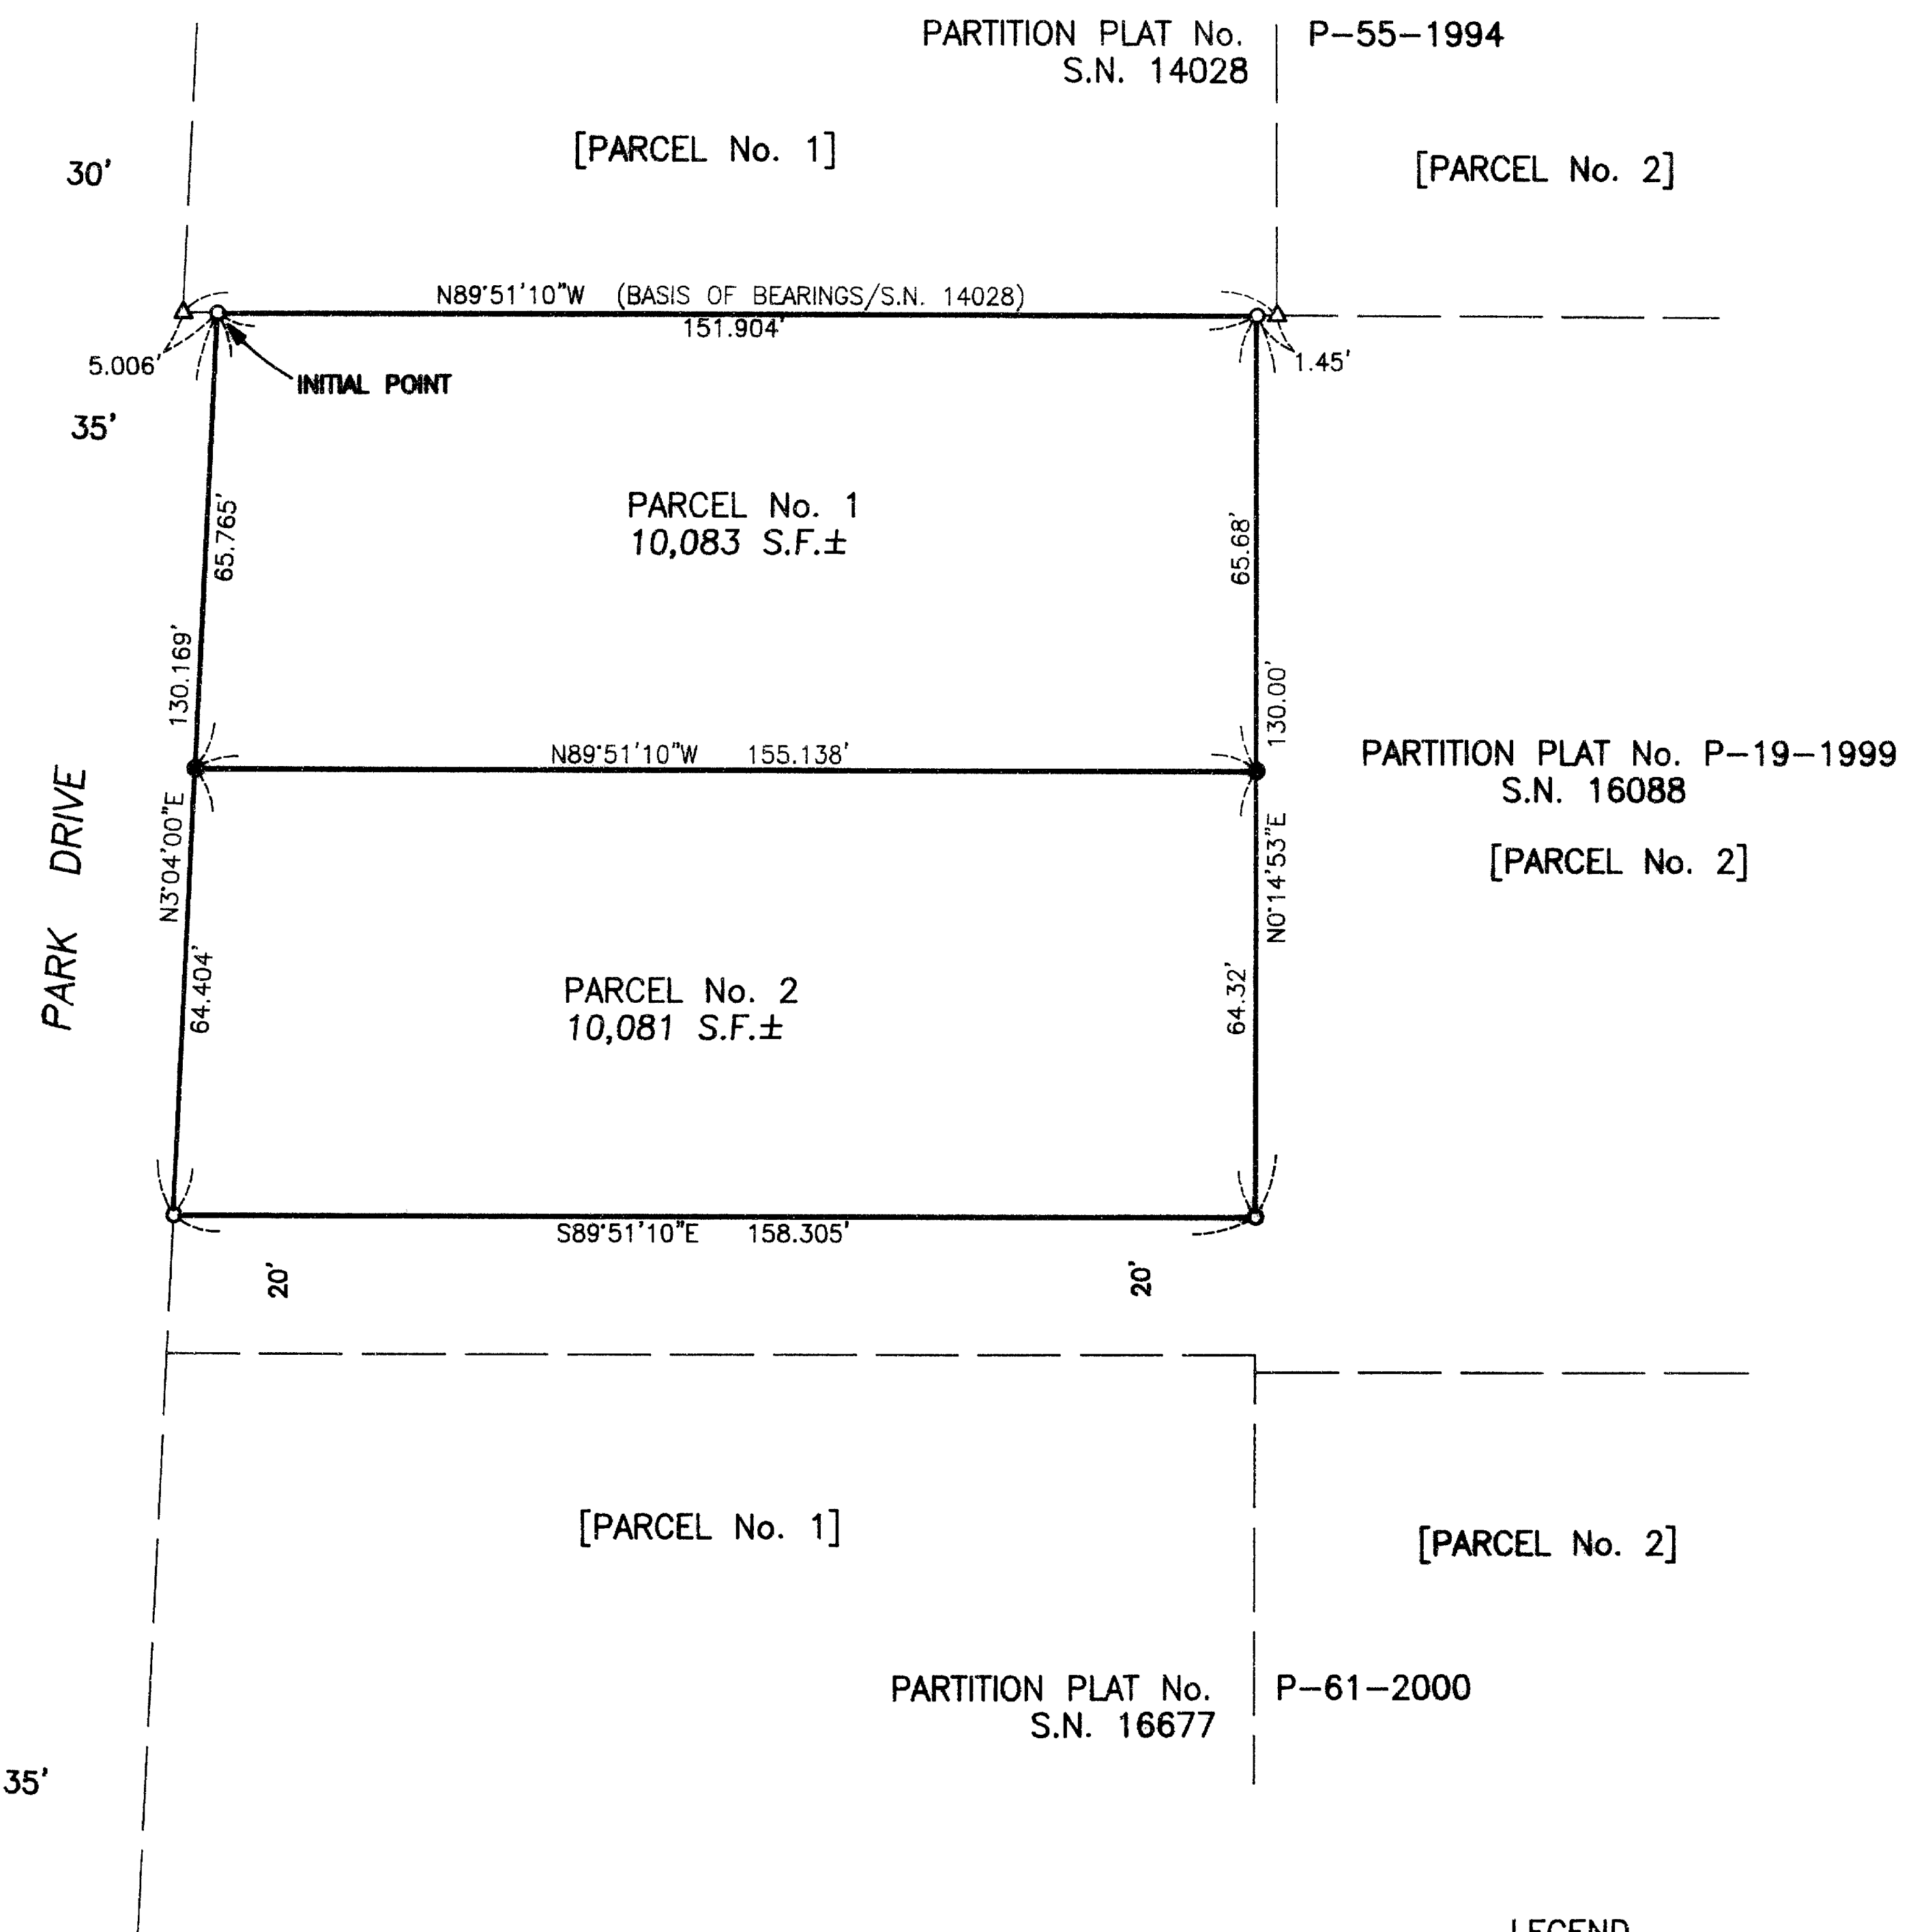 PARTITION PLAT No. P-55-1994
S.N. 14028
[PARCEL No. 1]
[PARCEL No. 2]
30'
N89°51'10"W (BASIS OF BEARINGS/S.N. 14028)
151.904'
5.006'
1.45'
INITIAL POINT
35'
PARCEL No. 1
10,083 S.F.±
65.765'
65.68'
130.169'
130.00'
N89°51'10"W 155.138'
PARTITION PLAT No. P-19-1999
S.N. 16088
[PARCEL No. 2]
PARK DRIVE
N3°04'00"E
N0°14'53"E
64.404'
64.32'
PARCEL No. 2
10,081 S.F.±
S89°51'10"E 158.305'
20'
20'
[PARCEL No. 1]
[PARCEL No. 2]
PARTITION PLAT No. P-61-2000
S.N. 16677
35'
LEGEND